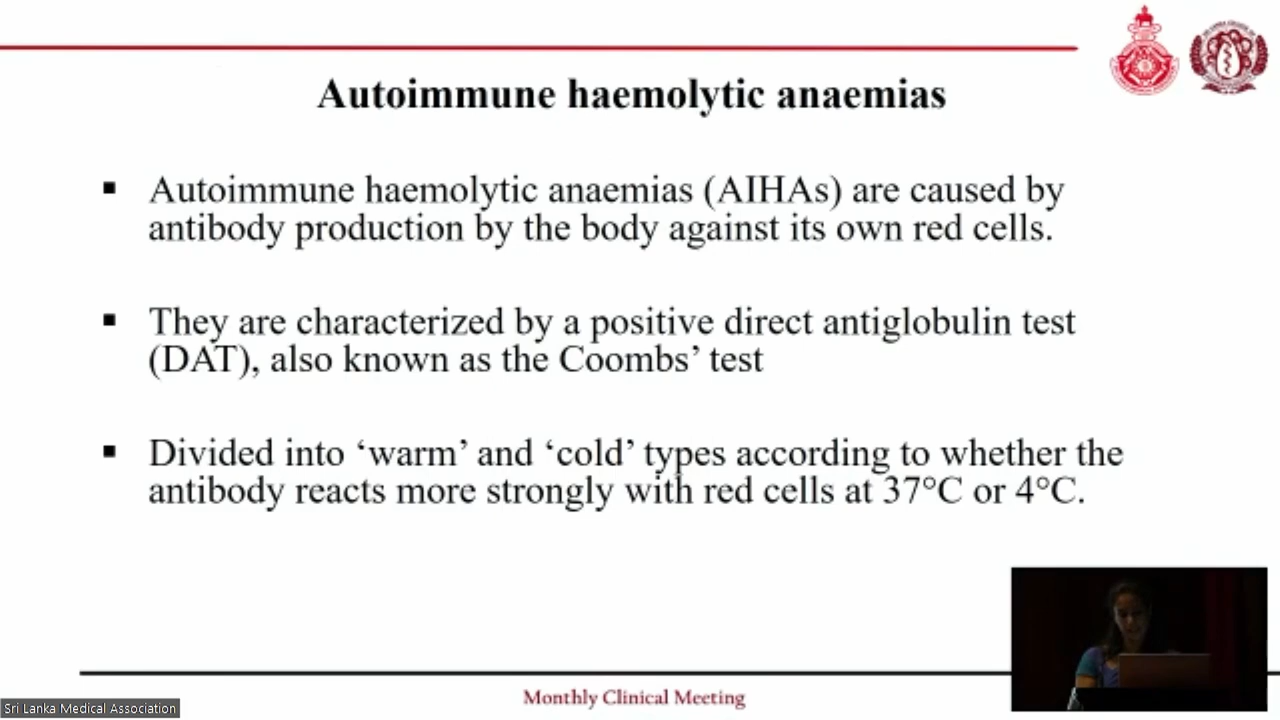 Autoimmune haemolytic anaemias
▪ Autoimmune haemolytic anaemias (AIHAs) are caused by
antibody production by the body against its own red cells.
▪ They are characterized by a positive direct antiglobulin test
(DAT), also known as the Coombs’ test
▪ Divided into ‘warm’ and ‘cold’ types according to whether the
antibody reacts more strongly with red cells at 37°C or 4°C.
Monthly Clinical Meeting
Sri Lanka Medical Association